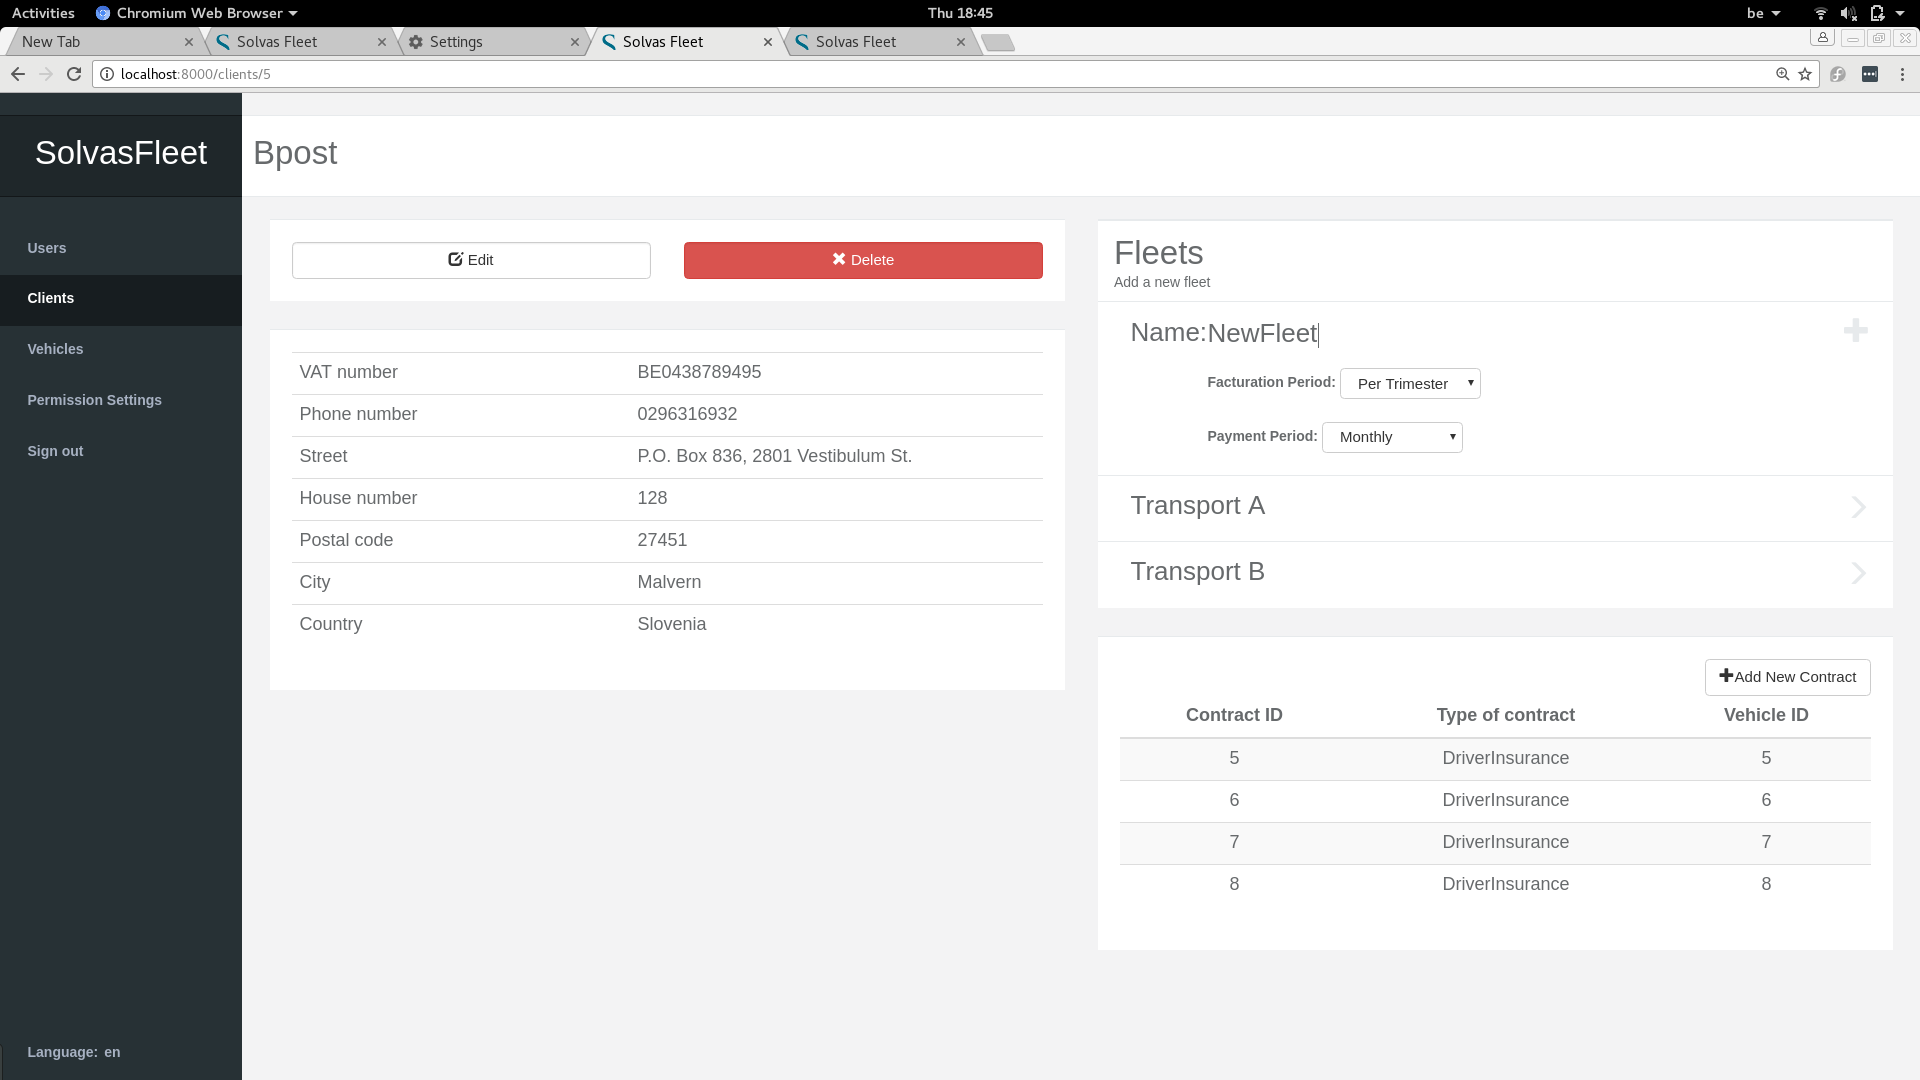 Activities
Chromium Web Browser
Thu 18:45
be
New Tab
Solvas Fleet
Settings
Solvas Fleet
Solvas Fleet
localhost:8000/clients/5
SolvasFleet
Bpost
Users
Clients
Vehicles
Permission Settings
Sign out
Language: en
Edit
Delete
VAT number BE0438789495
Phone number 0296316932
Street P.O. Box 836, 2801 Vestibulum St.
House number 128
Postal code 27451
City Malvern
Country Slovenia
Fleets
Add a new fleet
Name:NewFleet
Facturation Period: Per Trimester
Payment Period: Monthly
Transport A
Transport B
Add New Contract
Contract ID Type of contract Vehicle ID
5 DriverInsurance 5
6 DriverInsurance 6
7 DriverInsurance 7
8 DriverInsurance 8